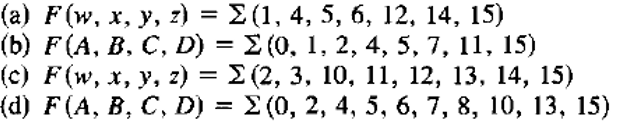 (a) F(w, x, y, z) = Σ(1, 4, 5, 6, 12, 14, 15)
(b) F(A, B, C, D) = Σ(0, 1, 2, 4, 5, 7, 11, 15)
(c) F(w, x, y, z) = Σ(2, 3, 10, 11, 12, 13, 14, 15)
(d) F(A, B, C, D) = Σ(0, 2, 4, 5, 6, 7, 8, 10, 13, 15)